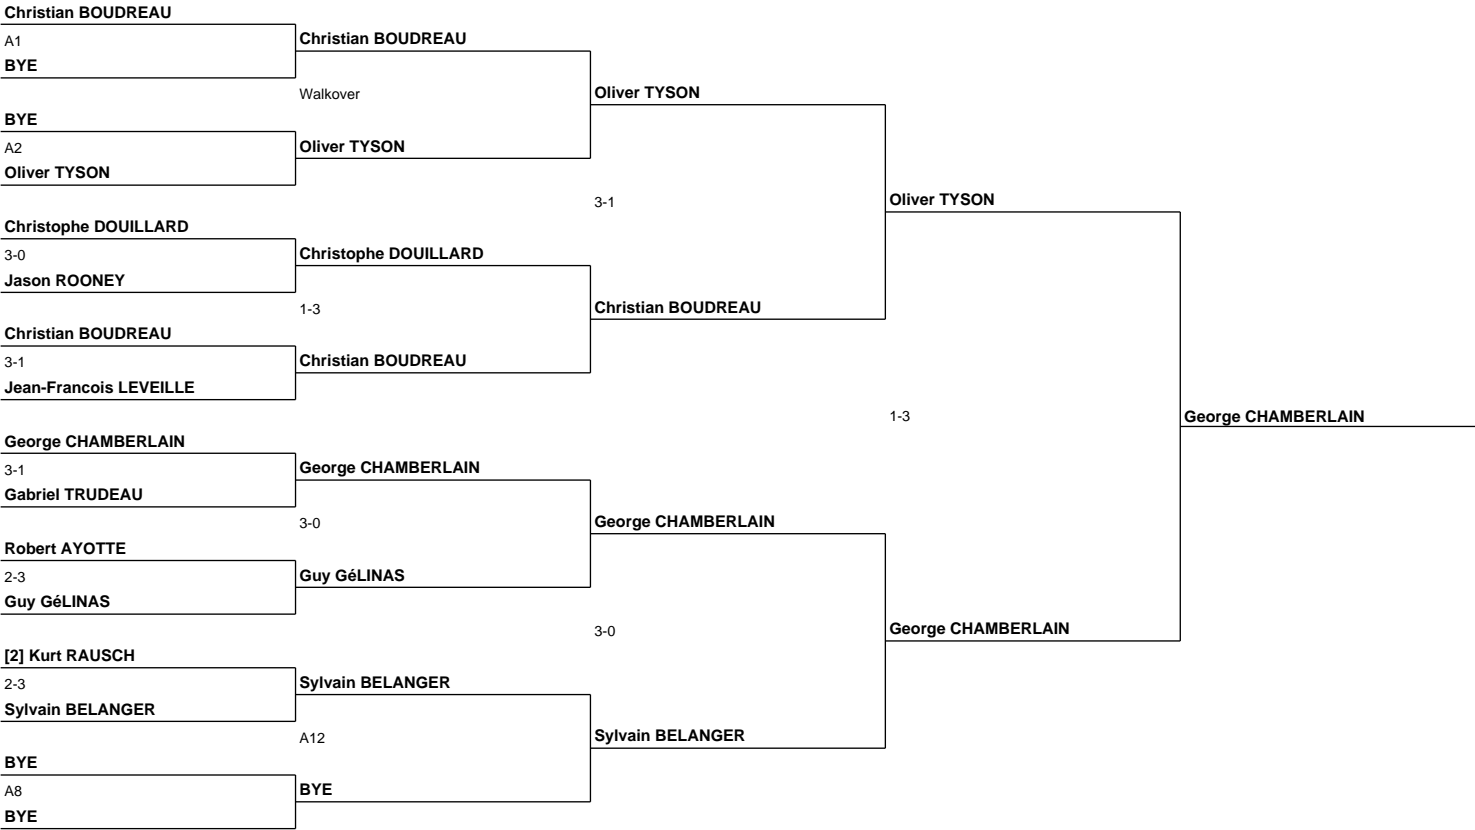 Christian BOUDREAU
A1
BYE
Christian BOUDREAU
Walkover
BYE
A2
Oliver TYSON
Oliver TYSON
Oliver TYSON
3-1
Christophe DOUILLARD
3-0
Jason ROONEY
Christophe DOUILLARD
1-3
Christian BOUDREAU
3-1
Jean-Francois LEVEILLE
Christian BOUDREAU
Christian BOUDREAU
Oliver TYSON
1-3
George CHAMBERLAIN
3-1
Gabriel TRUDEAU
George CHAMBERLAIN
3-0
Robert AYOTTE
2-3
Guy GéLINAS
Guy GéLINAS
George CHAMBERLAIN
3-0
[2] Kurt RAUSCH
2-3
Sylvain BELANGER
Sylvain BELANGER
A12
BYE
A8
BYE
BYE
Sylvain BELANGER
George CHAMBERLAIN
George CHAMBERLAIN